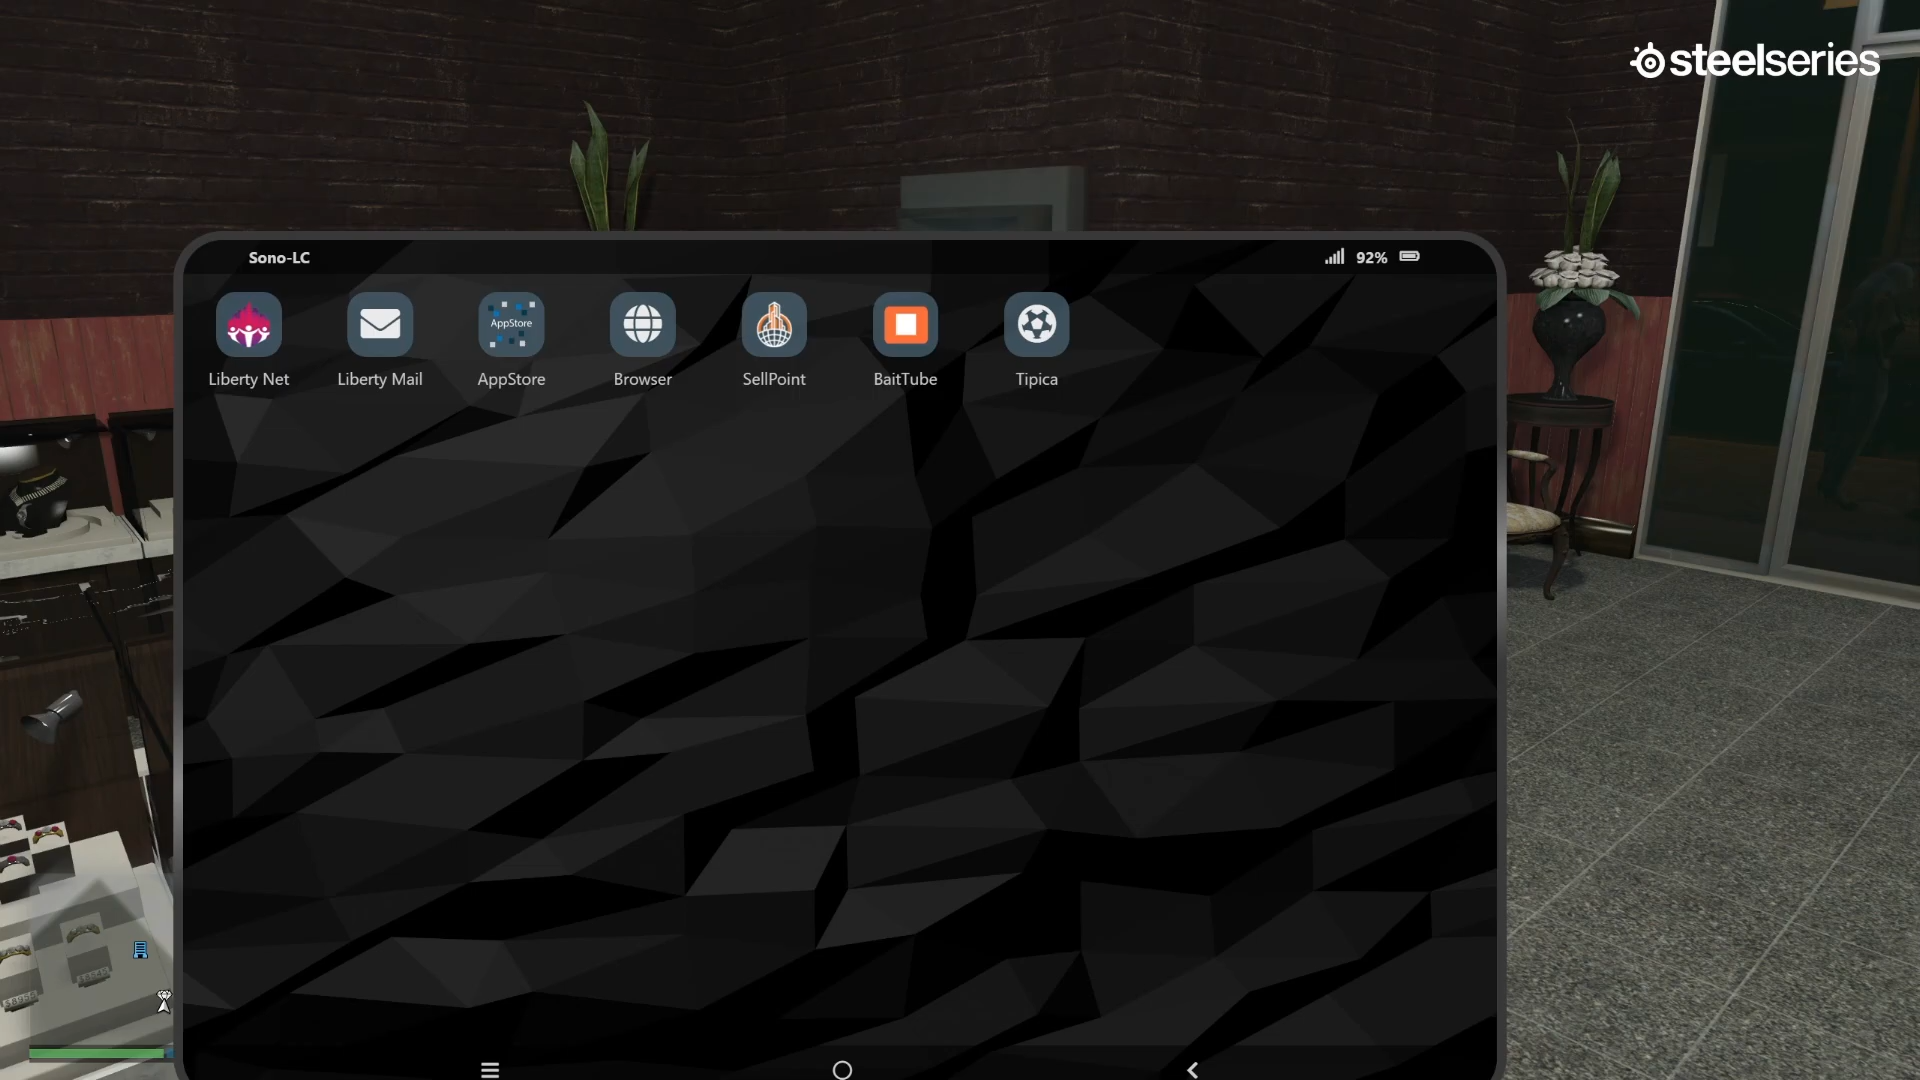 steelseries
Sono-LC
92%
AppStore
Liberty Net
Liberty Mail
AppStore
Browser
SellPoint
BaitTube
Tipica